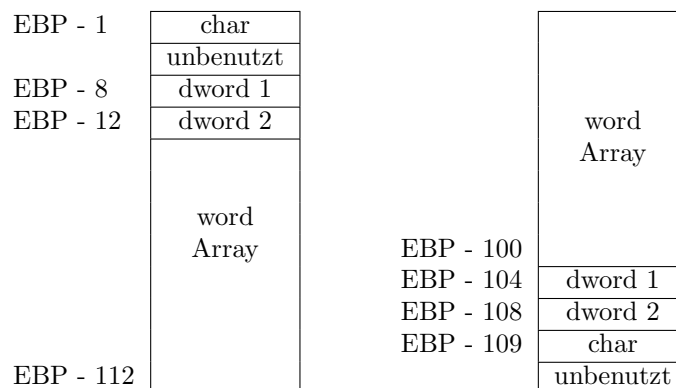 EBP - 1 char
unbenutzt
EBP - 8 dword 1
EBP - 12 dword 2
word
Array
EBP - 112
word
Array
EBP - 100
EBP - 104 dword 1
EBP - 108 dword 2
EBP - 109 char
unbenutzt